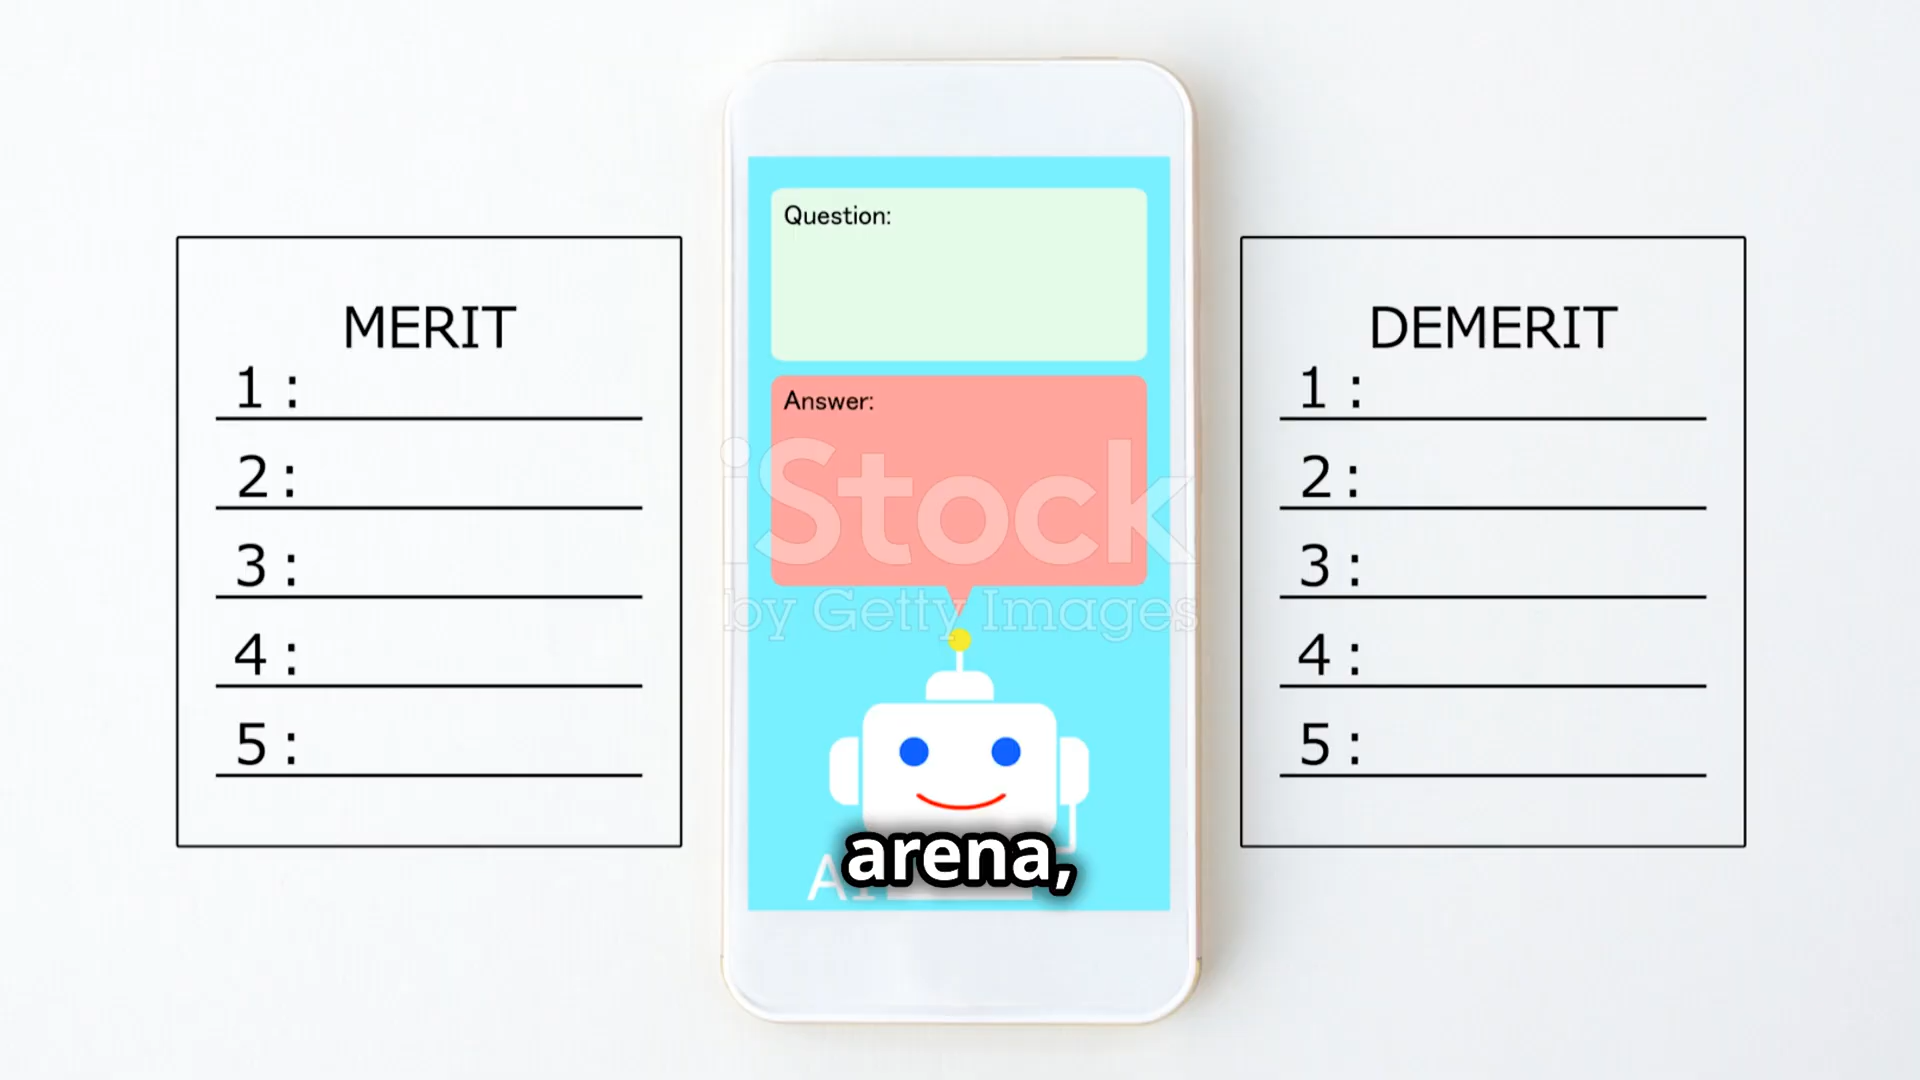 MERIT
1 :
2 :
3 :
4 :
5 :
Question:
Answer:
iStock
by Getty Images
arena,
DEMERIT
1 :
2 :
3 :
4 :
5 :